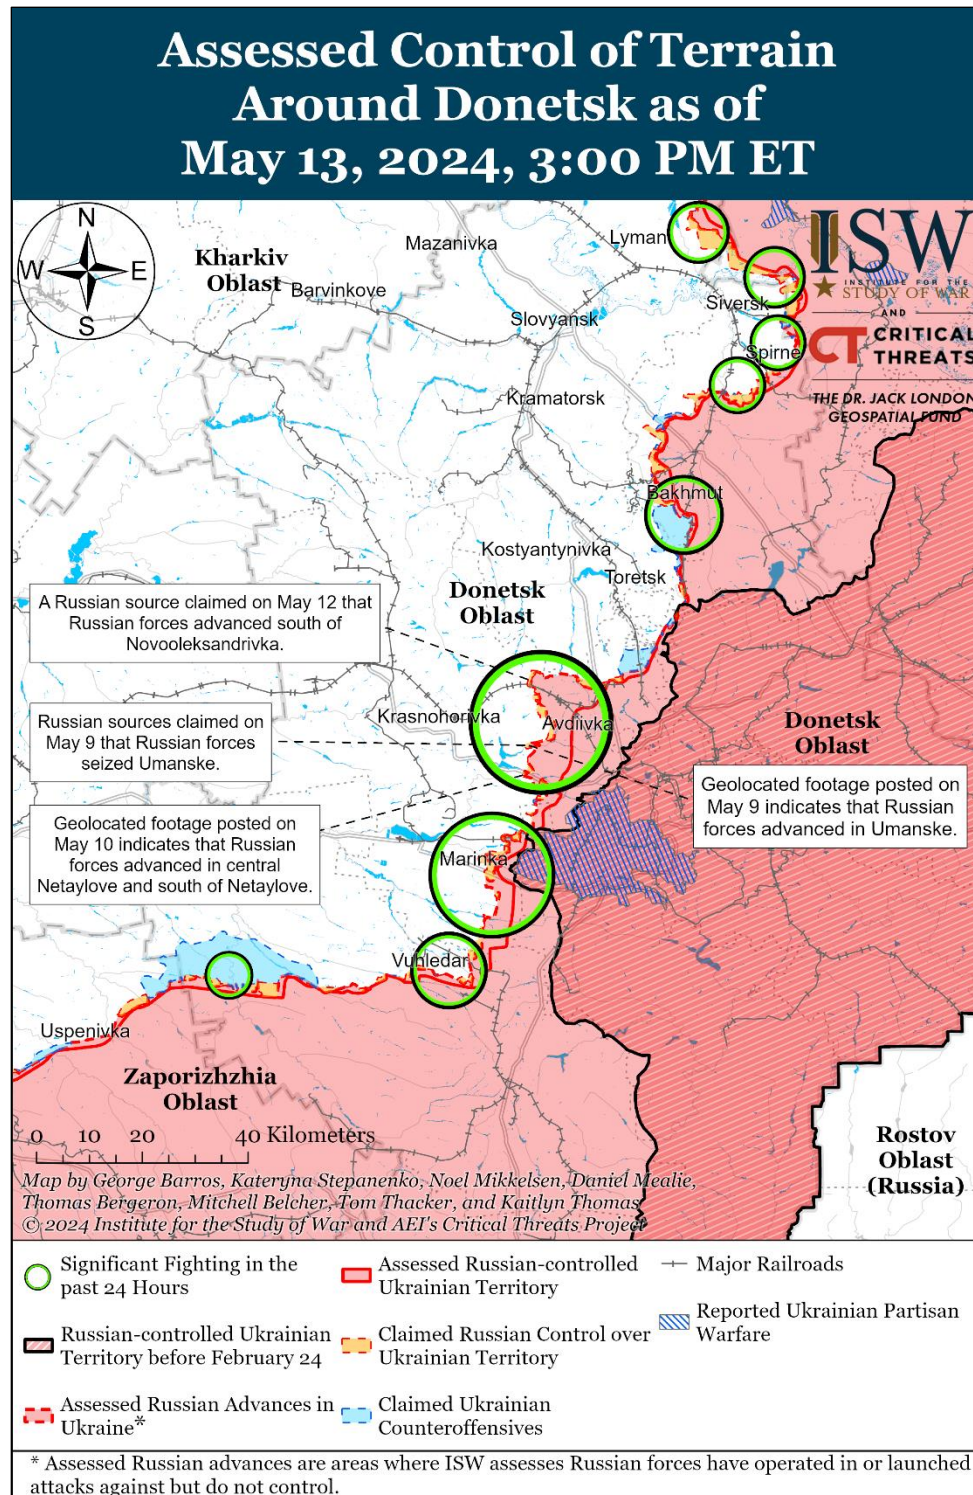 Assessed Control of Terrain
Around Donetsk as of
May 13, 2024, 3:00 PM ET
N
W
E
S
Kharkiv
Oblast
Mazanivka
Barvinkove
Lyman
Slovyansk
Siversk
Spirne
Kramatorsk
ISW
INSTITUTE FOR THE
STUDY OF WAR
AND
CT CRITICAL
THREATS
THE DR. JACK LONDON
GEOSPATIAL FUND
Bakhmut
Kostyantynivka
Toretsk
Donetsk
Oblast
A Russian source claimed on May 12 that
Russian forces advanced south of
Novooleksandrivka.
Krasnohorivka
Avdiivka
Russian sources claimed on
May 9 that Russian forces
seized Umanske.
Donetsk
Oblast
Geolocated footage posted on
May 9 indicates that Russian
forces advanced in Umanske.
Geolocated footage posted on
May 10 indicates that Russian
forces advanced in central
Netaylove and south of Netaylove.
Marinka
Vuhledar
Uspenivka
Zaporizhzhia
Oblast
Rostov
Oblast
(Russia)
0 10 20 40 Kilometers
Map by George Barros, Kateryna Stepanenko, Noel Mikkelsen, Daniel Mealie,
Thomas Bergeron, Mitchell Belcher, Tom Thacker, and Kaitlyn Thomas
© 2024 Institute for the Study of War and AEI's Critical Threats Project
Significant Fighting in the
past 24 Hours
Russian-controlled Ukrainian
Territory before February 24
Assessed Russian Advances in
Ukraine*
Assessed Russian-controlled
Ukrainian Territory
Claimed Russian Control over
Ukrainian Territory
Claimed Ukrainian
Counteroffensives
Major Railroads
Reported Ukrainian Partisan
Warfare
* Assessed Russian advances are areas where ISW assesses Russian forces have operated in or launched
attacks against but do not control.